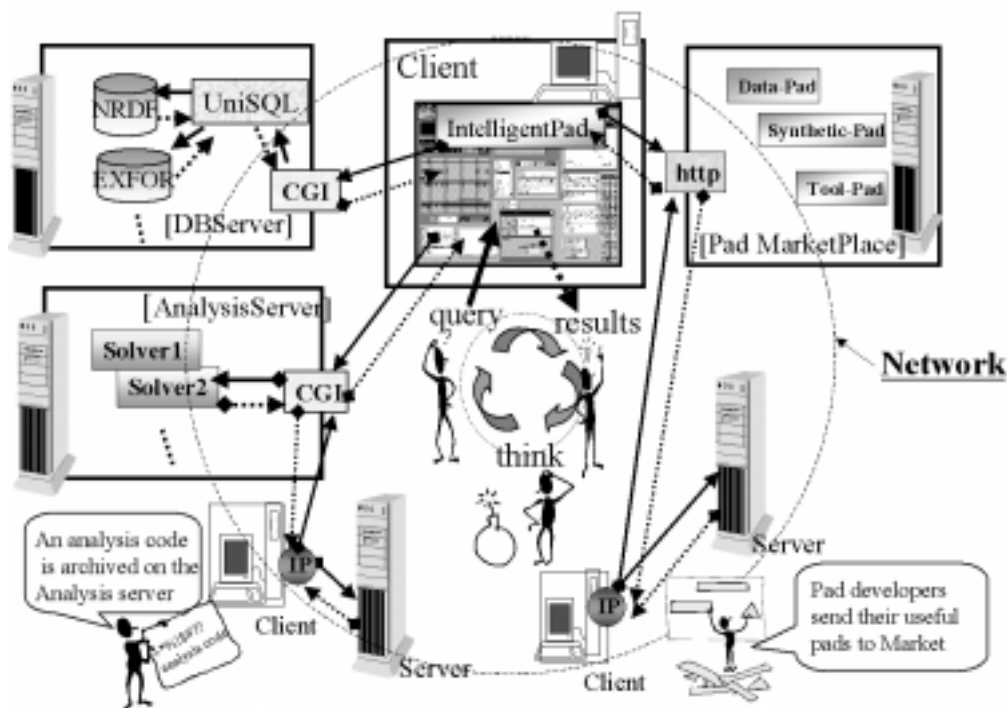 NRDF
UniSQL
EXFOR
CGI
[DBServer]
Client
IntelligentPad
http
Data-Pad
Synthetic-Pad
Tool-Pad
[Pad MarketPlace]
[AnalysisServer]
Solver1
Solver2
CGI
query
results
think
Network
An analysis code
is archived on the
Analysis server
analysis code
IP
Client
Server
IP
Client
Server
Pad developers
send their useful
pads to Market